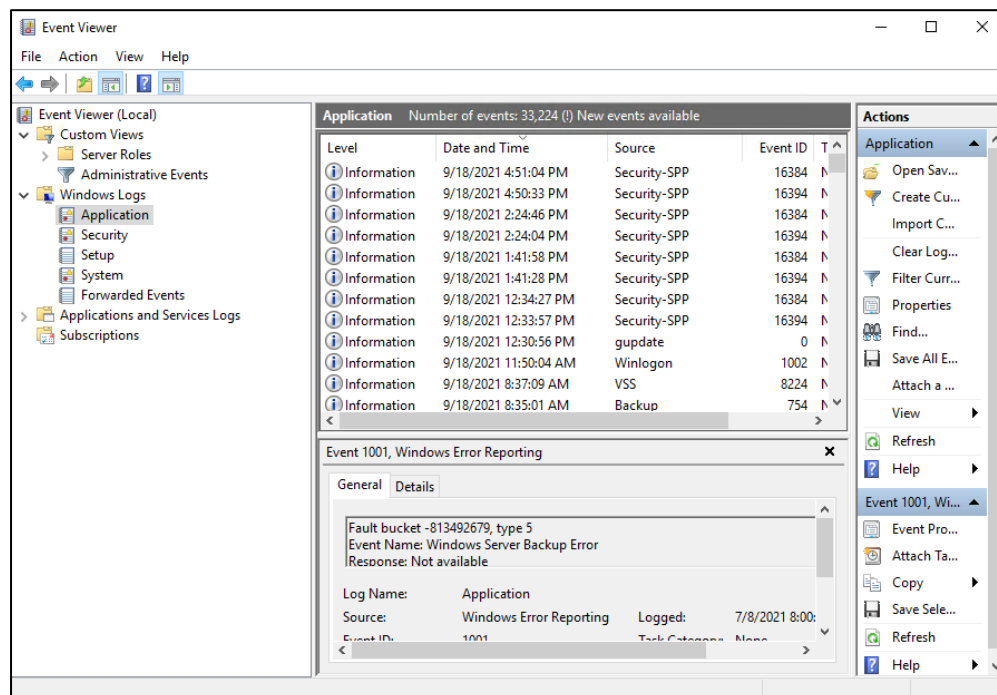 Event Viewer
File Action View Help
Event Viewer (Local)
Custom Views
Server Roles
Administrative Events
Windows Logs
Application
Security
Setup
System
Forwarded Events
Applications and Services Logs
Subscriptions
Application Number of events: 33,224 (!) New events available
Level Date and Time Source Event ID T
Information 9/18/2021 4:51:04 PM Security-SPP 16384 N
Information 9/18/2021 4:50:33 PM Security-SPP 16394 N
Information 9/18/2021 2:24:46 PM Security-SPP 16384 N
Information 9/18/2021 2:24:04 PM Security-SPP 16394 N
Information 9/18/2021 1:41:58 PM Security-SPP 16384 N
Information 9/18/2021 1:41:28 PM Security-SPP 16394 N
Information 9/18/2021 12:34:27 PM Security-SPP 16384 N
Information 9/18/2021 12:33:57 PM Security-SPP 16394 N
Information 9/18/2021 12:30:56 PM gupdate 0 N
Information 9/18/2021 11:50:04 AM Winlogon 1002 N
Information 9/18/2021 8:37:09 AM VSS 8224 N
Information 9/18/2021 8:35:01 AM Backup 754 N
Event 1001, Windows Error Reporting
General Details
Fault bucket -813492679, type 5
Event Name: Windows Server Backup Error
Response: Not available
Log Name: Application
Source: Windows Error Reporting Logged: 7/8/2021 8:00:
Event ID: 1001 Task Category: None
Actions
Application
Open Sav...
Create Cu...
Import C...
Clear Log...
Filter Curr...
Properties
Find...
Save All E...
Attach a ...
View
Refresh
Help
Event 1001, Wi...
Event Pro...
Attach Ta...
Copy
Save Sele...
Refresh
Help